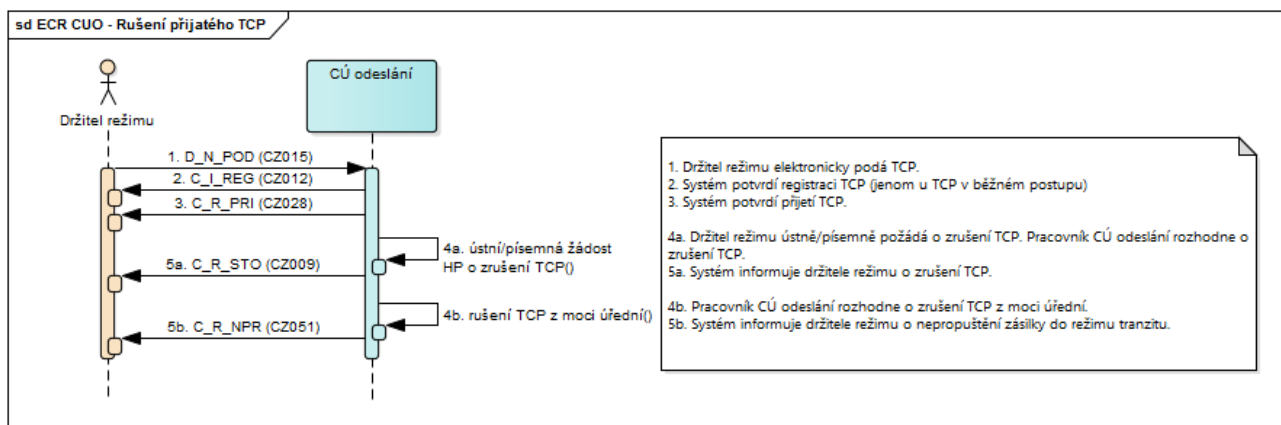 sd ECR CUO - Rušení přijatého TCP
CÚ odeslání
Držitel režimu
1. D_N_POD (CZ015)
2. C_I_REG (CZ012)
3. C_R_PRI (CZ028)
4a. ústní/písemná žádost
HP o zrušení TCP()
5a. C_R_STO (CZ009)
4b. rušení TCP z moci úřední()
5b. C_R_NPR (CZ051)
1. Držitel režimu elektronicky podá TCP.
2. Systém potvrdí registraci TCP (jenom u TCP v běžném postupu)
3. Systém potvrdí přijetí TCP.
4a. Držitel režimu ústně/písemně požádá o zrušení TCP. Pracovník CÚ odeslání rozhodne o
zrušení TCP.
5a. Systém informuje držitele režimu o zrušení TCP.
4b. Pracovník CÚ odeslání rozhodne o zrušení TCP z moci úřední.
5b. Systém informuje držitele režimu o nepropuštění zásilky do režimu tranzitu.